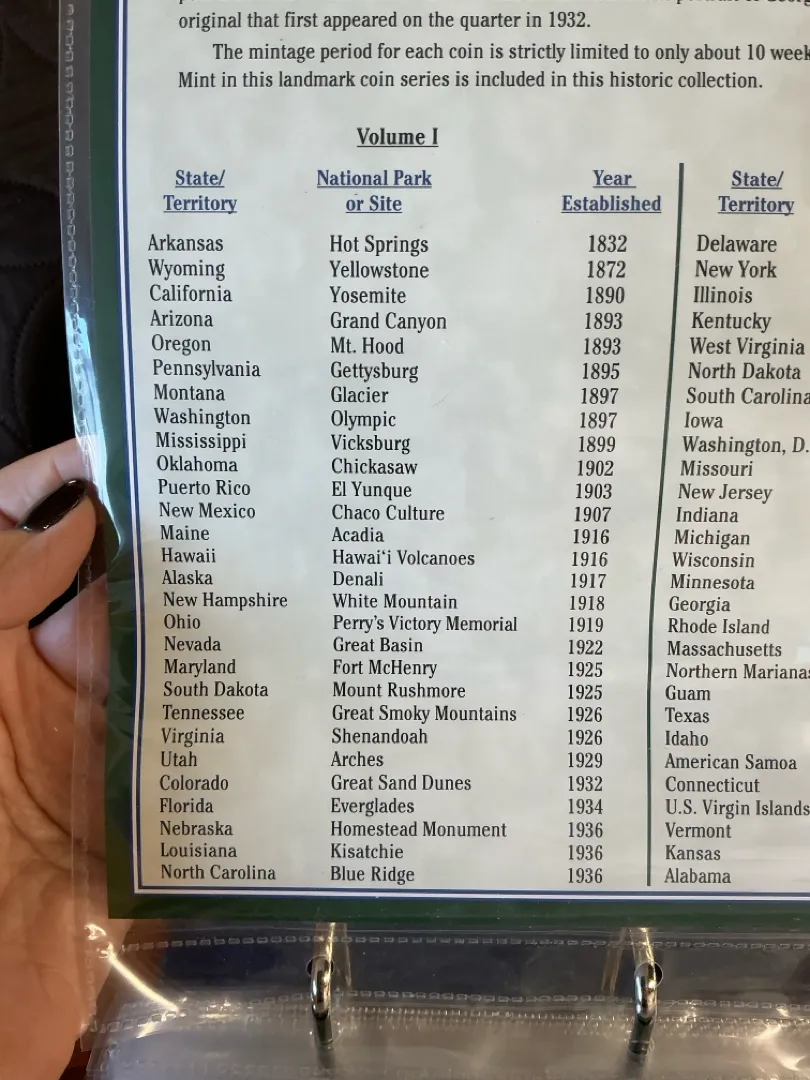 original that first appeared on the quarter in 1932.
The mintage period for each coin is strictly limited to only about 10 week
Mint in this landmark coin series is included in this historic collection.
Volume I
State/ National Park Year State/
Territory or Site Established Territory
Arkansas Hot Springs 1832 Delaware
Wyoming Yellowstone 1872 New York
California Yosemite 1890 Illinois
Arizona Grand Canyon 1893 Kentucky
Oregon Mt. Hood 1893 West Virginia
Pennsylvania Gettysburg 1895 North Dakota
Montana Glacier 1897 South Carolina
Washington Olympic 1897 Iowa
Mississippi Vicksburg 1899 Washington, D.
Oklahoma Chickasaw 1902 Missouri
Puerto Rico El Yunque 1903 New Jersey
New Mexico Chaco Culture 1907 Indiana
Maine Acadia 1916 Michigan
Hawaii Hawai‘i Volcanoes 1916 Wisconsin
Alaska Denali 1917 Minnesota
New Hampshire White Mountain 1918 Georgia
Ohio Perry's Victory Memorial 1919 Rhode Island
Nevada Great Basin 1922 Massachusetts
Maryland Fort McHenry 1925 Northern Marianas
South Dakota Mount Rushmore 1925 Guam
Tennessee Great Smoky Mountains 1926 Texas
Virginia Shenandoah 1926 Idaho
Utah Arches 1929 American Samoa
Colorado Great Sand Dunes 1932 Connecticut
Florida Everglades 1934 U.S. Virgin Islands
Nebraska Homestead Monument 1936 Vermont
Louisiana Kisatchie 1936 Kansas
North Carolina Blue Ridge 1936 Alabama